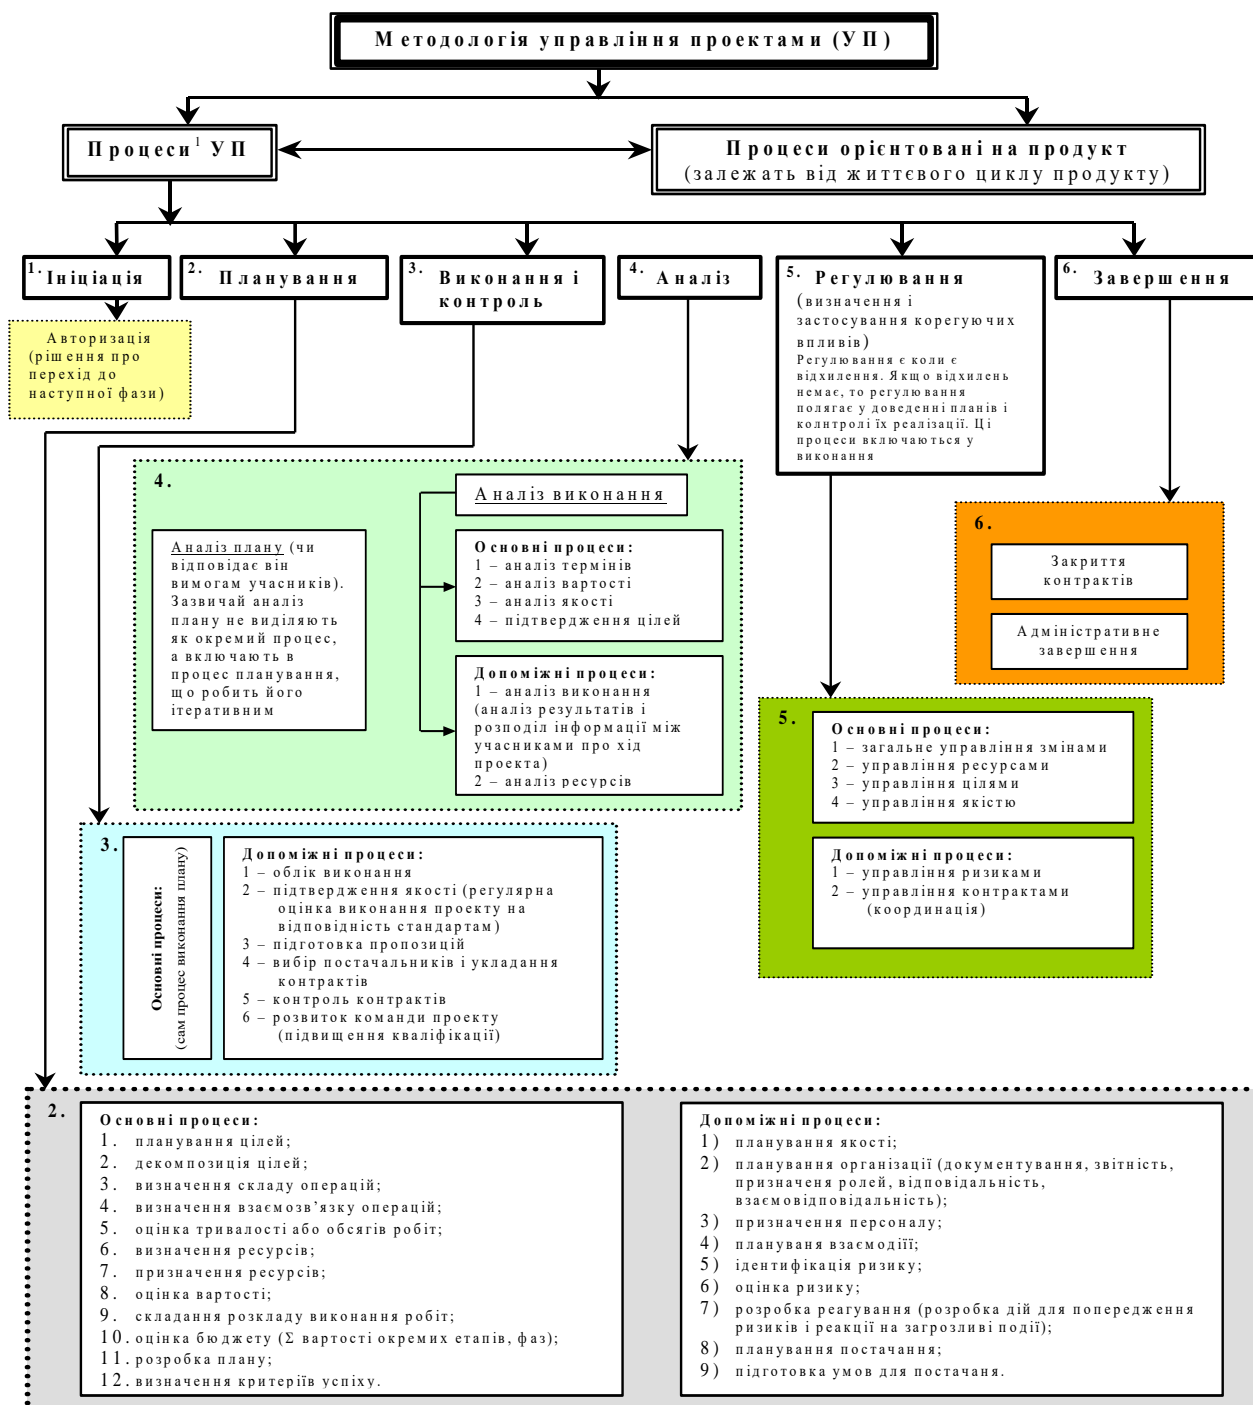 Методологія управління проектами (УП)
Процеси¹ УП
Процеси орієнтовані на продукт
(залежать від життєвого циклу продукту)
1. Ініціація
2. Планування
3. Виконання і
контроль
4. Аналіз
5. Регулювання
(визначення і
застосування корегуючих
впливів)
Регулювання є коли є
відхилення. Якщо відхилень
немає, то регулювання
полягає у доведенні планів і
колнтролі їх реалізації. Ці
процеси включаються у
виконання
6. Завершення
Авторизація
(рішення про
перехід до
наступної фази)
4.
Аналіз виконання
Аналіз плану (чи
відповідає він
вимогам учасників).
Зазвичай аналіз
плану не виділяють
як окремий процес,
а включають в
процес планування,
що робить його
ітеративним
Основні процеси:
1 – аналіз термінів
2 – аналіз вартості
3 – аналіз якості
4 – підтвердження цілей
Допоміжні процеси:
1 – аналіз виконання
(аналіз результатів і
розподіл інформації між
учасниками про хід
проекта)
2 – аналіз ресурсів
6.
Закриття
контрактів
Адміністративне
завершення
5.
Основні процеси:
1 – загальне управління змінами
2 – управління ресурсами
3 – управління цілями
4 – управління якістю
Допоміжні процеси:
1 – управління ризиками
2 – управління контрактами
(координація)
3.
Основні процеси:
(сам процес виконання плану)
Допоміжні процеси:
1 – облік виконання
2 – підтвердження якості (регулярна
оцінка виконання проекту на
відповідність стандартам)
3 – підготовка пропозицій
4 – вибір постачальників і укладання
контрактів
5 – контроль контрактів
6 – розвиток команди проекту
(підвищення кваліфікації)
2.
Основні процеси:
1. планування цілей;
2. декомпозиція цілей;
3. визначення складу операцій;
4. визначення взаємозв'язку операцій;
5. оцінка тривалості або обсягів робіт;
6. визначення ресурсів;
7. призначення ресурсів;
8. оцінка вартості;
9. складання розкладу виконання робіт;
10. оцінка бюджету (Σ вартості окремих етапів, фаз);
11. розробка плану;
12. визначення критеріїв успіху.
Допоміжні процеси:
1) планування якості;
2) планування організації (документування, звітність,
призначеня ролей, відповідальність,
взаємовідповідальність);
3) призначення персоналу;
4) плануваня взаємодіїї;
5) ідентифікація ризику;
6) оцінка ризику;
7) розробка реагування (розробка дій для попередження
ризиків і реакції на загрозливі події);
8) планування постачання;
9) підготовка умов для постачаня.